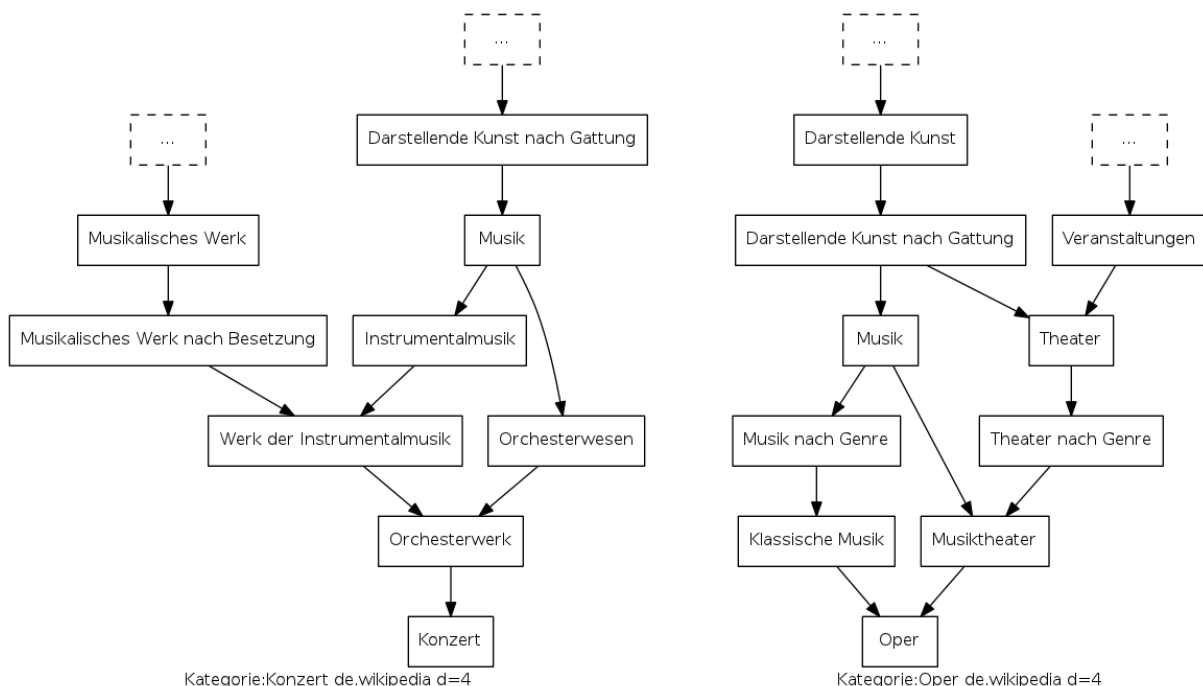 ...
Darstellende Kunst nach Gattung
...
Musikalisches Werk
Musik
Musikalisches Werk nach Besetzung
Instrumentalmusik
Werk der Instrumentalmusik
Orchesterwesen
Orchesterwerk
Konzert
Kategorie:Konzert de.wikipedia d=4
...
Darstellende Kunst
...
Darstellende Kunst nach Gattung
Veranstaltungen
Musik
Theater
Musik nach Genre
Theater nach Genre
Klassische Musik
Musiktheater
Oper
Kategorie:Oper de.wikipedia d=4